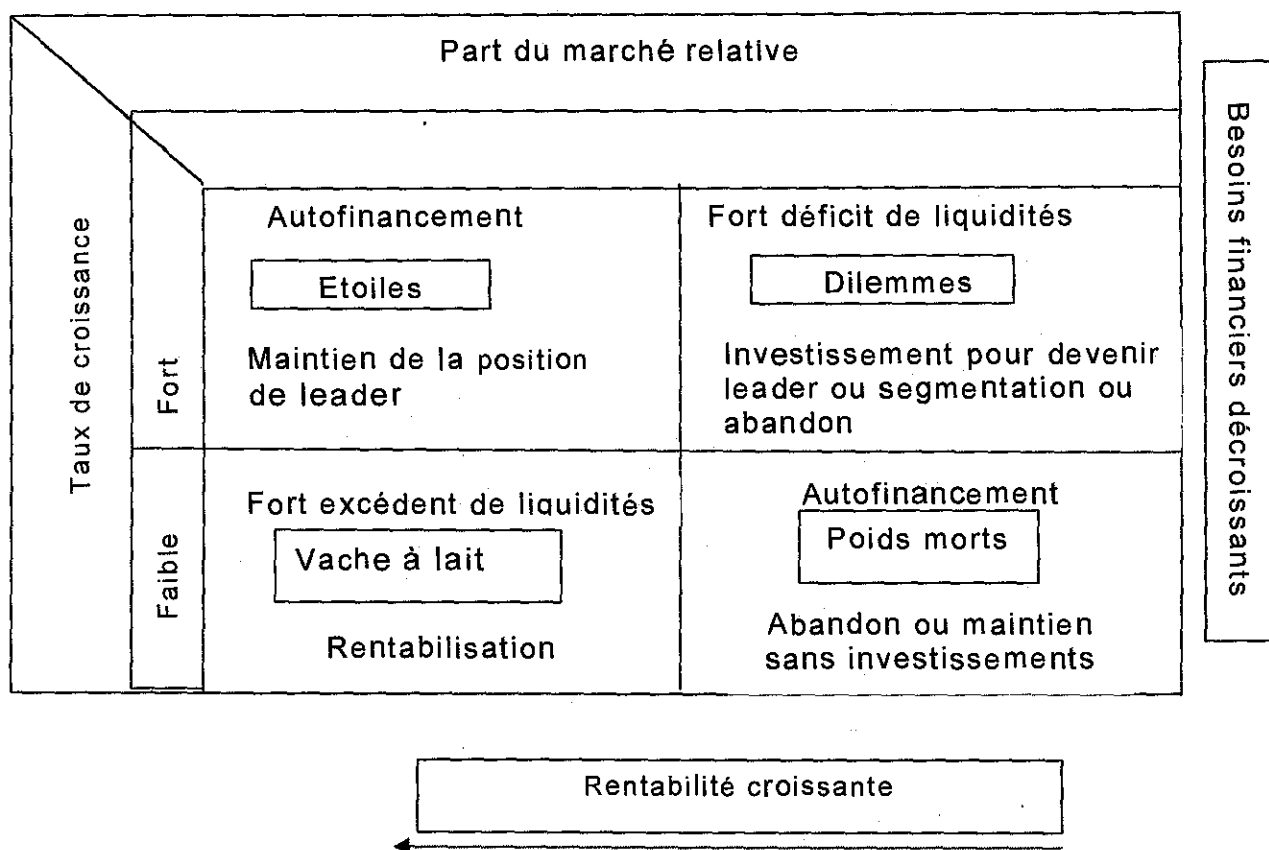 Part du marché relative
Taux de croissance
Fort
Autofinancement
Etoiles
Maintien de la position
de leader
Fort déficit de liquidités
Dilemmes
Investissement pour devenir
leader ou segmentation ou
abandon
Faible
Fort excédent de liquidités
Vache à lait
Rentabilisation
Autofinancement
Poids morts
Abandon ou maintien
sans investissements
Besoins financiers décroissants
Rentabilité croissante